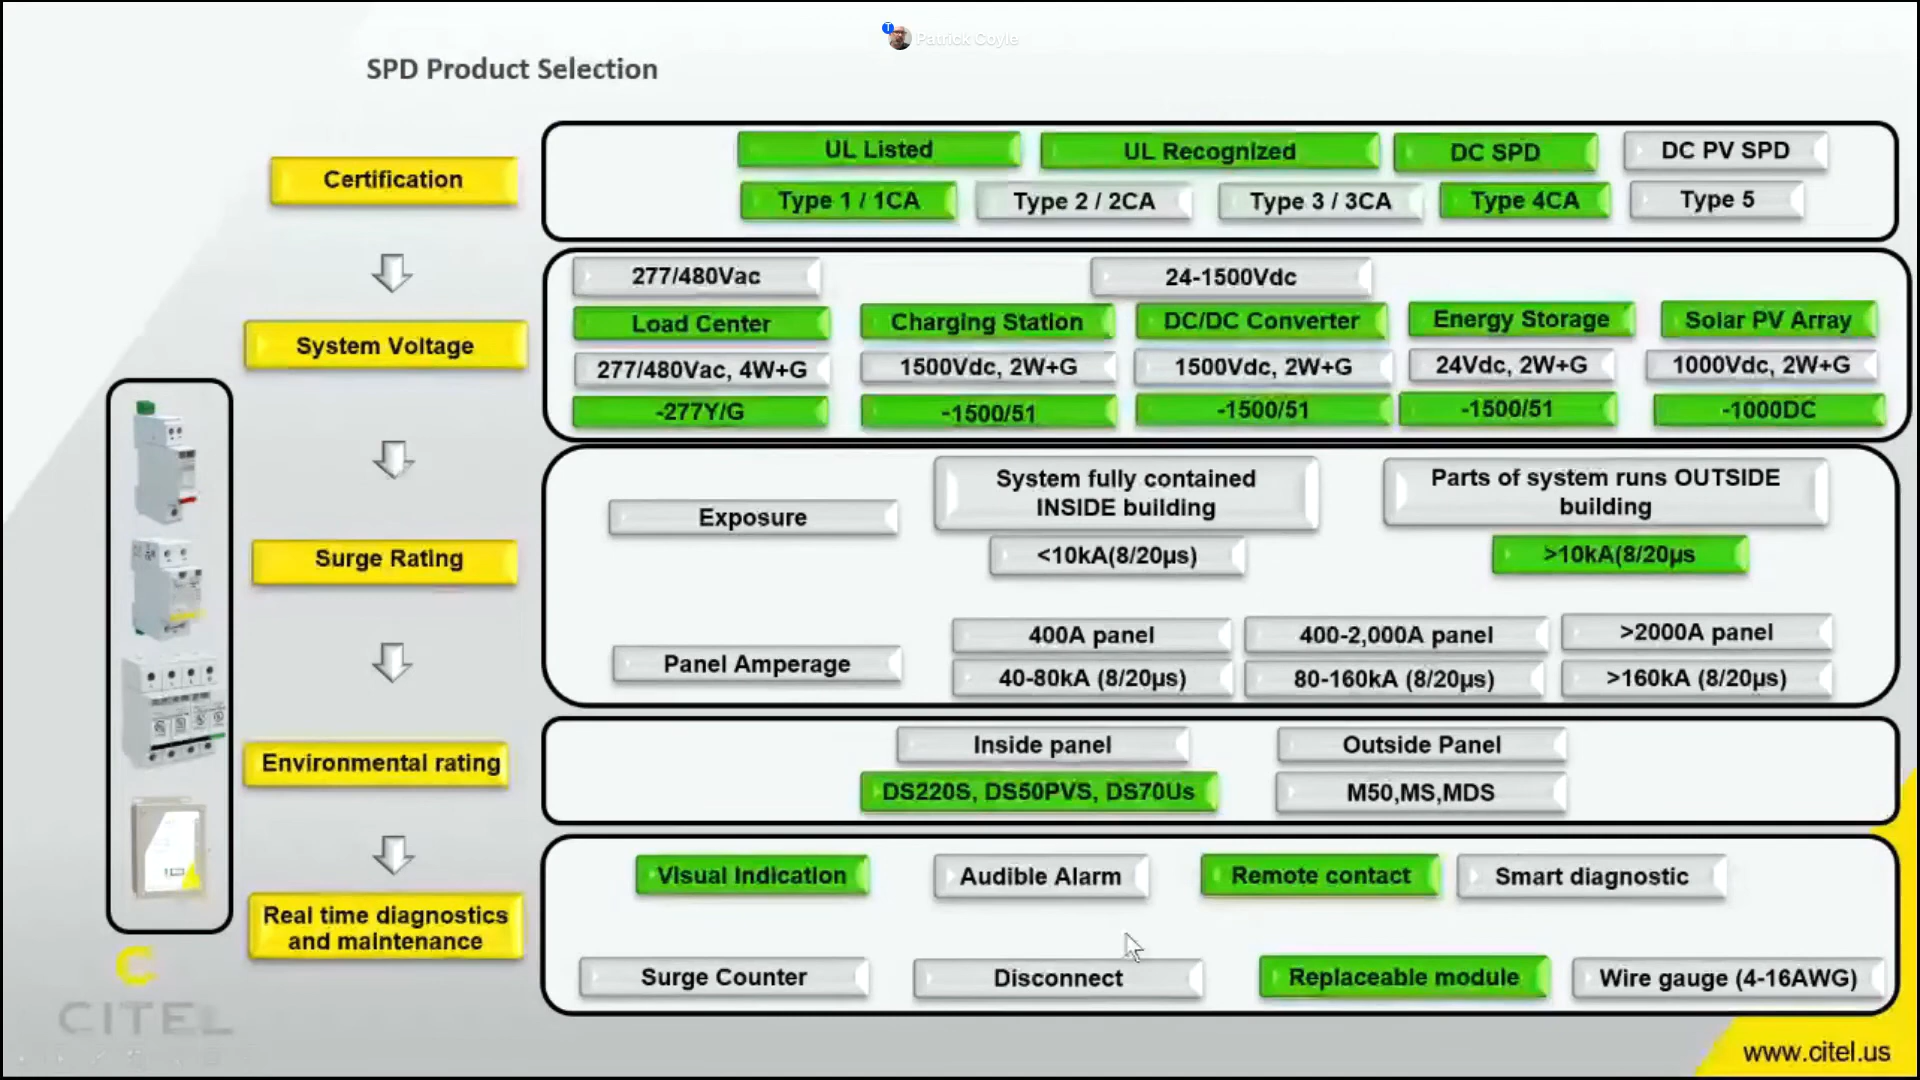 Patrick Coyle
SPD Product Selection
Certification
UL Listed
UL Recognized
DC SPD
DC PV SPD
Type 1 / 1CA
Type 2 / 2CA
Type 3 / 3CA
Type 4CA
Type 5
System Voltage
277/480Vac
24-1500Vdc
Load Center
Charging Station
DC/DC Converter
Energy Storage
Solar PV Array
277/480Vac, 4W+G
1500Vdc, 2W+G
1500Vdc, 2W+G
24Vdc, 2W+G
1000Vdc, 2W+G
-277Y/G
-1500/51
-1500/51
-1500/51
-1000DC
Surge Rating
Exposure
System fully contained
INSIDE building
Parts of system runs OUTSIDE
building
<10kA(8/20µs)
>10kA(8/20µs
Panel Amperage
400A panel
400-2,000A panel
>2000A panel
40-80kA (8/20µs)
80-160kA (8/20µs)
>160kA (8/20µs)
Environmental rating
Inside panel
Outside Panel
DS220S, DS50PVS, DS70Us
M50,MS,MDS
Real time diagnostics
and maintenance
Visual Indication
Audible Alarm
Remote contact
Smart diagnostic
Surge Counter
Disconnect
Replaceable module
Wire gauge (4-16AWG)
CITEL
www.citel.us